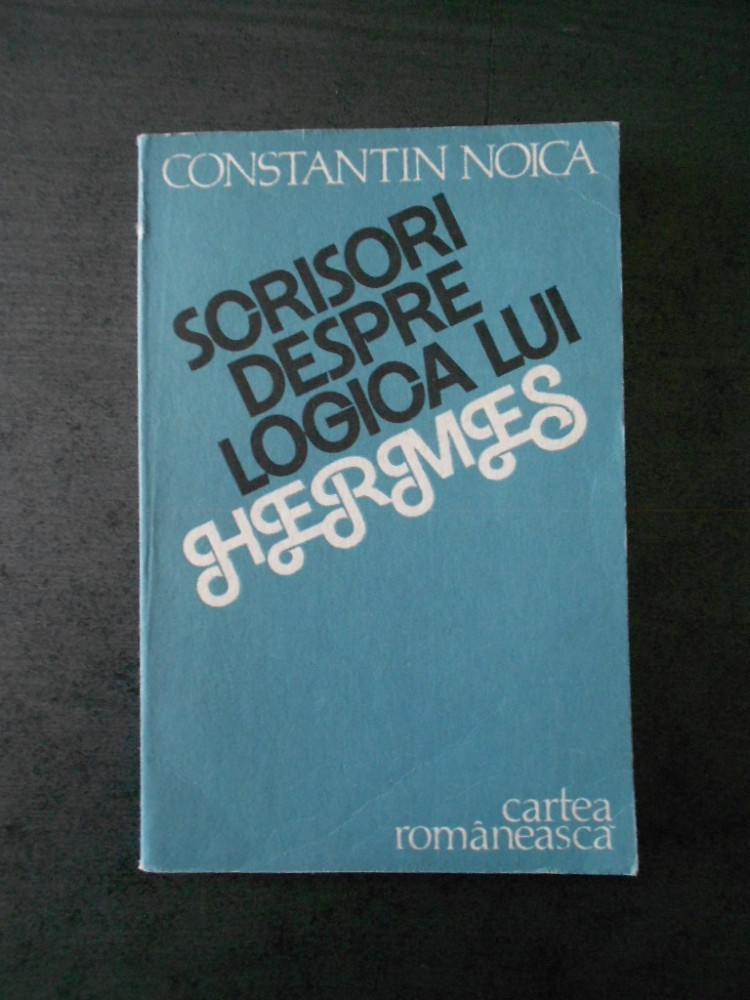 CONSTANTIN NOICA
SCRISORI
DESPRE
LOGICA LUI
HERMES
cartea
românească